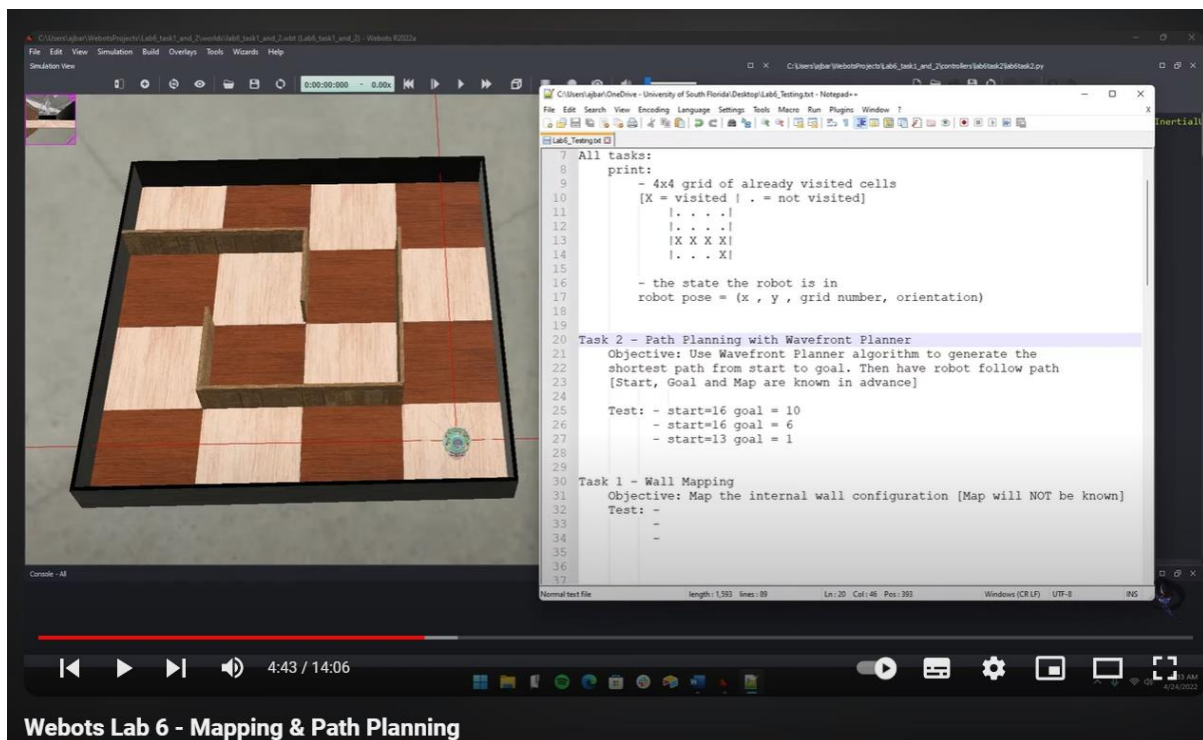 C:\Users\ajbar\WebotsProjects\Lab6_task1_and_2\worlds\lab6_task1_and_2.wbt (Lab6_task1_and_2) - Webots R2022a
File Edit View Simulation Build Overlays Tools Wizards Help
Simulation View
C:\Users\ajbar\WebotsProjects\Lab6_task1_and_2\controllers\lab6task2\lab6task2.py
0:00:00:000 - 0.00x
C:\Users\ajbar\OneDrive - University of South Florida\Desktop\Lab6_Testing.txt - Notepad++
File Edit Search View Encoding Language Settings Tools Macro Run Plugins Window ?
X
Lab6_Testing.txt
7 All tasks:
8 print:
9 - 4x4 grid of already visited cells
10 [X = visited | . = not visited]
11 |. . . .|
12 |. . . .|
13 |X X X X|
14 |. . . X|
15
16 - the state the robot is in
17 robot pose = (x , y , grid number, orientation)
18
19
20 Task 2 - Path Planning with Wavefront Planner
21 Objective: Use Wavefront Planner algorithm to generate the
22 shortest path from start to goal. Then have robot follow path
23 [Start, Goal and Map are known in advance]
24
25 Test: - start=16 goal = 10
26 - start=16 goal = 6
27 - start=13 goal = 1
28
29
30 Task 1 - Wall Mapping
31 Objective: Map the internal wall configuration [Map will NOT be known]
32 Test: -
33 -
34 -
35
36
37
Normal text file length : 1,593 lines : 89 Ln : 20 Col : 46 Pos : 393 Windows (CR LF) UTF-8 INS
Console - All
4:43 / 14:06
4/24/2022
Webots Lab 6 - Mapping & Path Planning